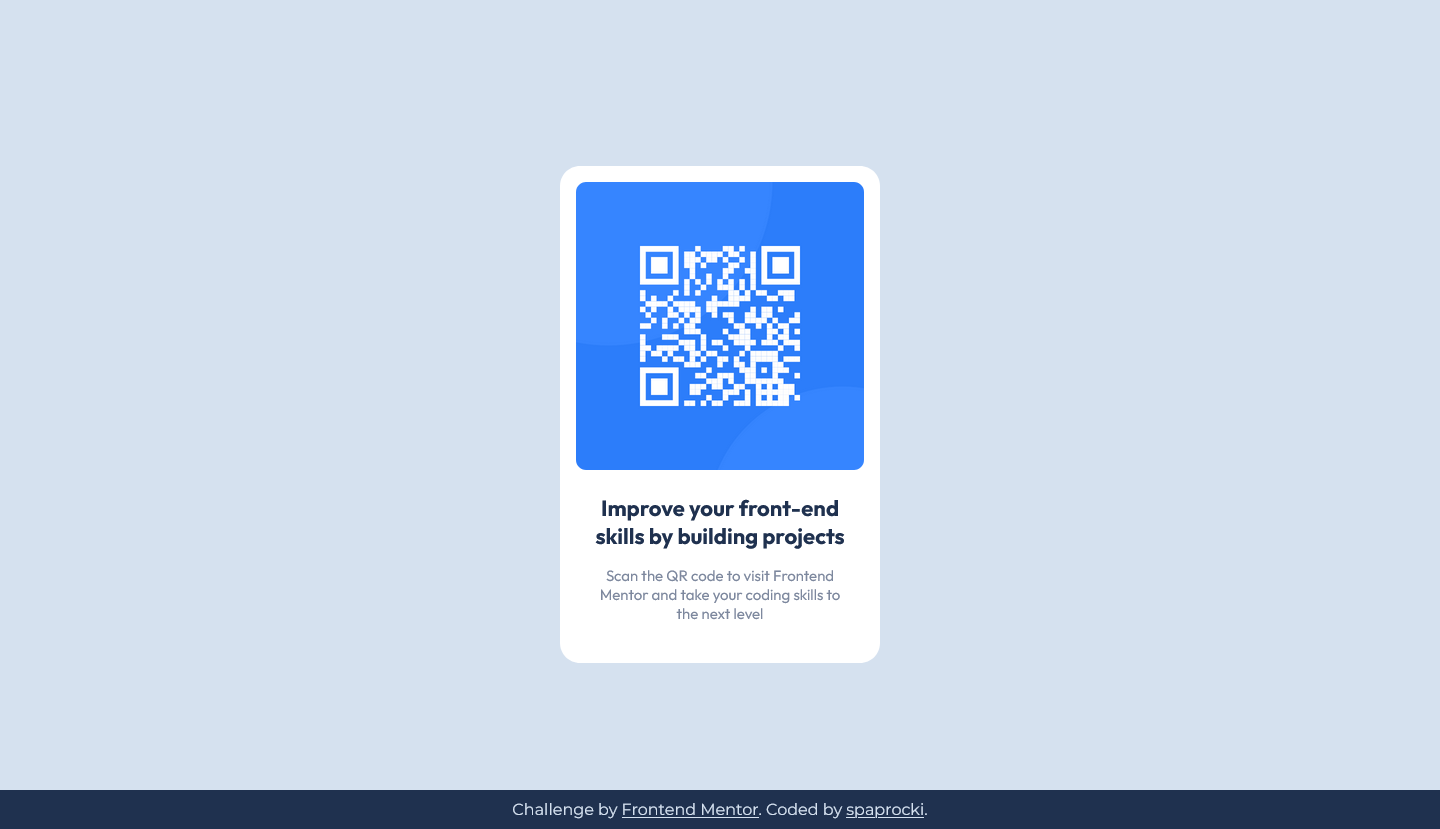 Improve your front-end
skills by building projects
Scan the QR code to visit Frontend
Mentor and take your coding skills to
the next level
Challenge by Frontend Mentor. Coded by spaprocki.